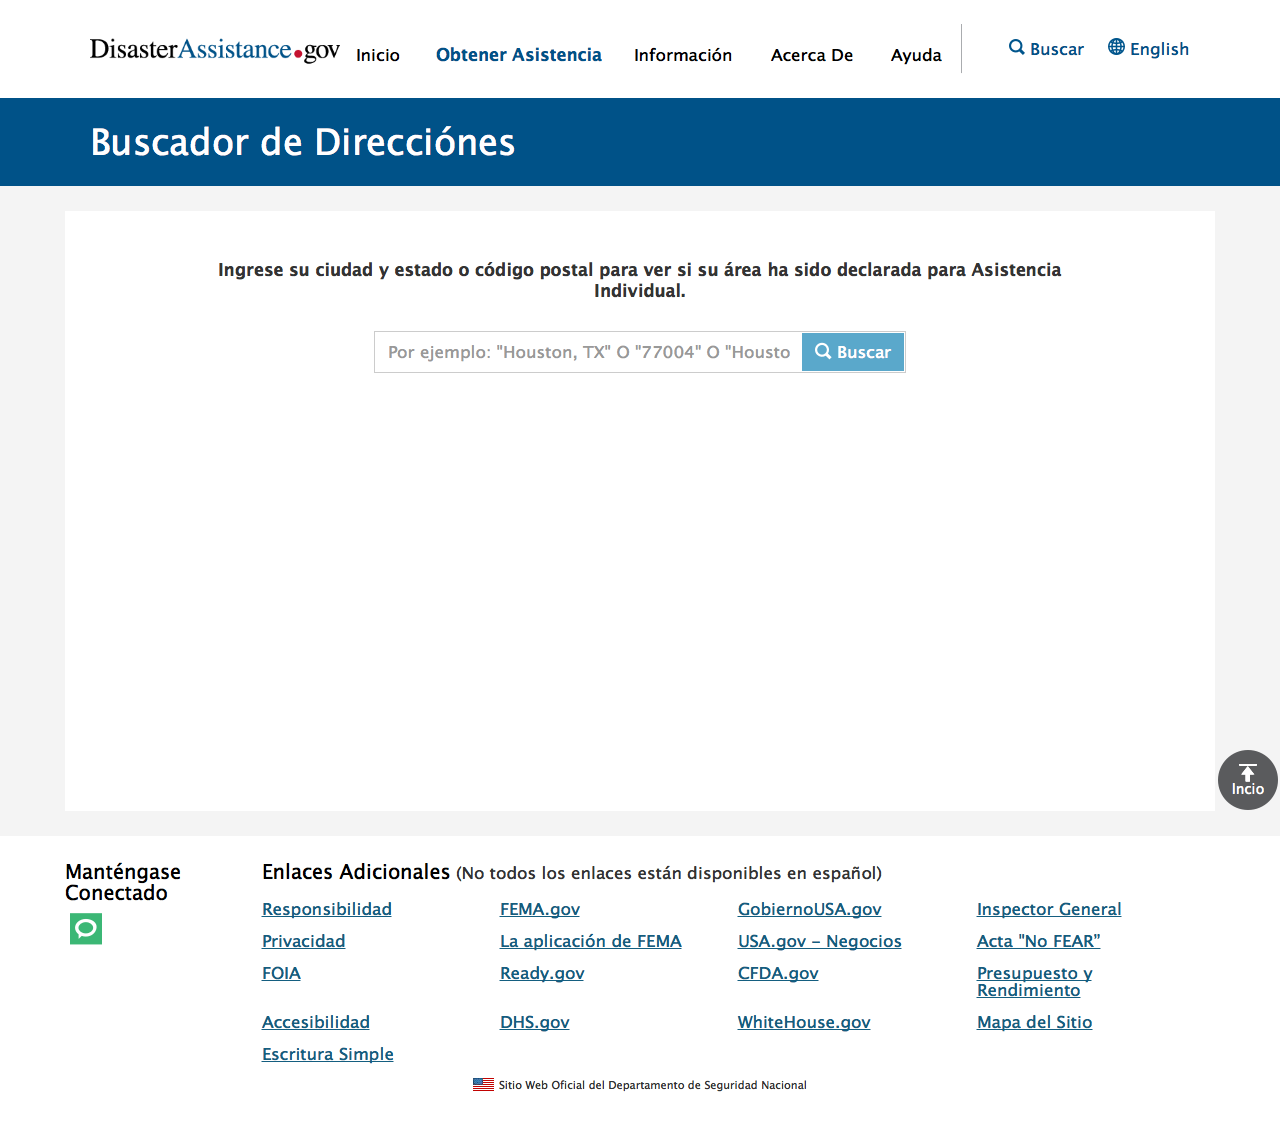 DisasterAssistance.gov
Inicio Obtener Asistencia Información Acerca De Ayuda Buscar English
Buscador de Direcciónes
Ingrese su ciudad y estado o código postal para ver si su área ha sido declarada para Asistencia
Individual.
Por ejemplo: "Houston, TX" O "77004" O "Housto Buscar
Incio
Manténgase
Conectado
Enlaces Adicionales (No todos los enlaces están disponibles en español)
Responsibilidad FEMA.gov GobiernoUSA.gov Inspector General
Privacidad La aplicación de FEMA USA.gov – Negocios Acta "No FEAR”
FOIA Ready.gov CFDA.gov Presupuesto y
Rendimiento
Accesibilidad DHS.gov WhiteHouse.gov Mapa del Sitio
Escritura Simple
Sitio Web Oficial del Departamento de Seguridad Nacional